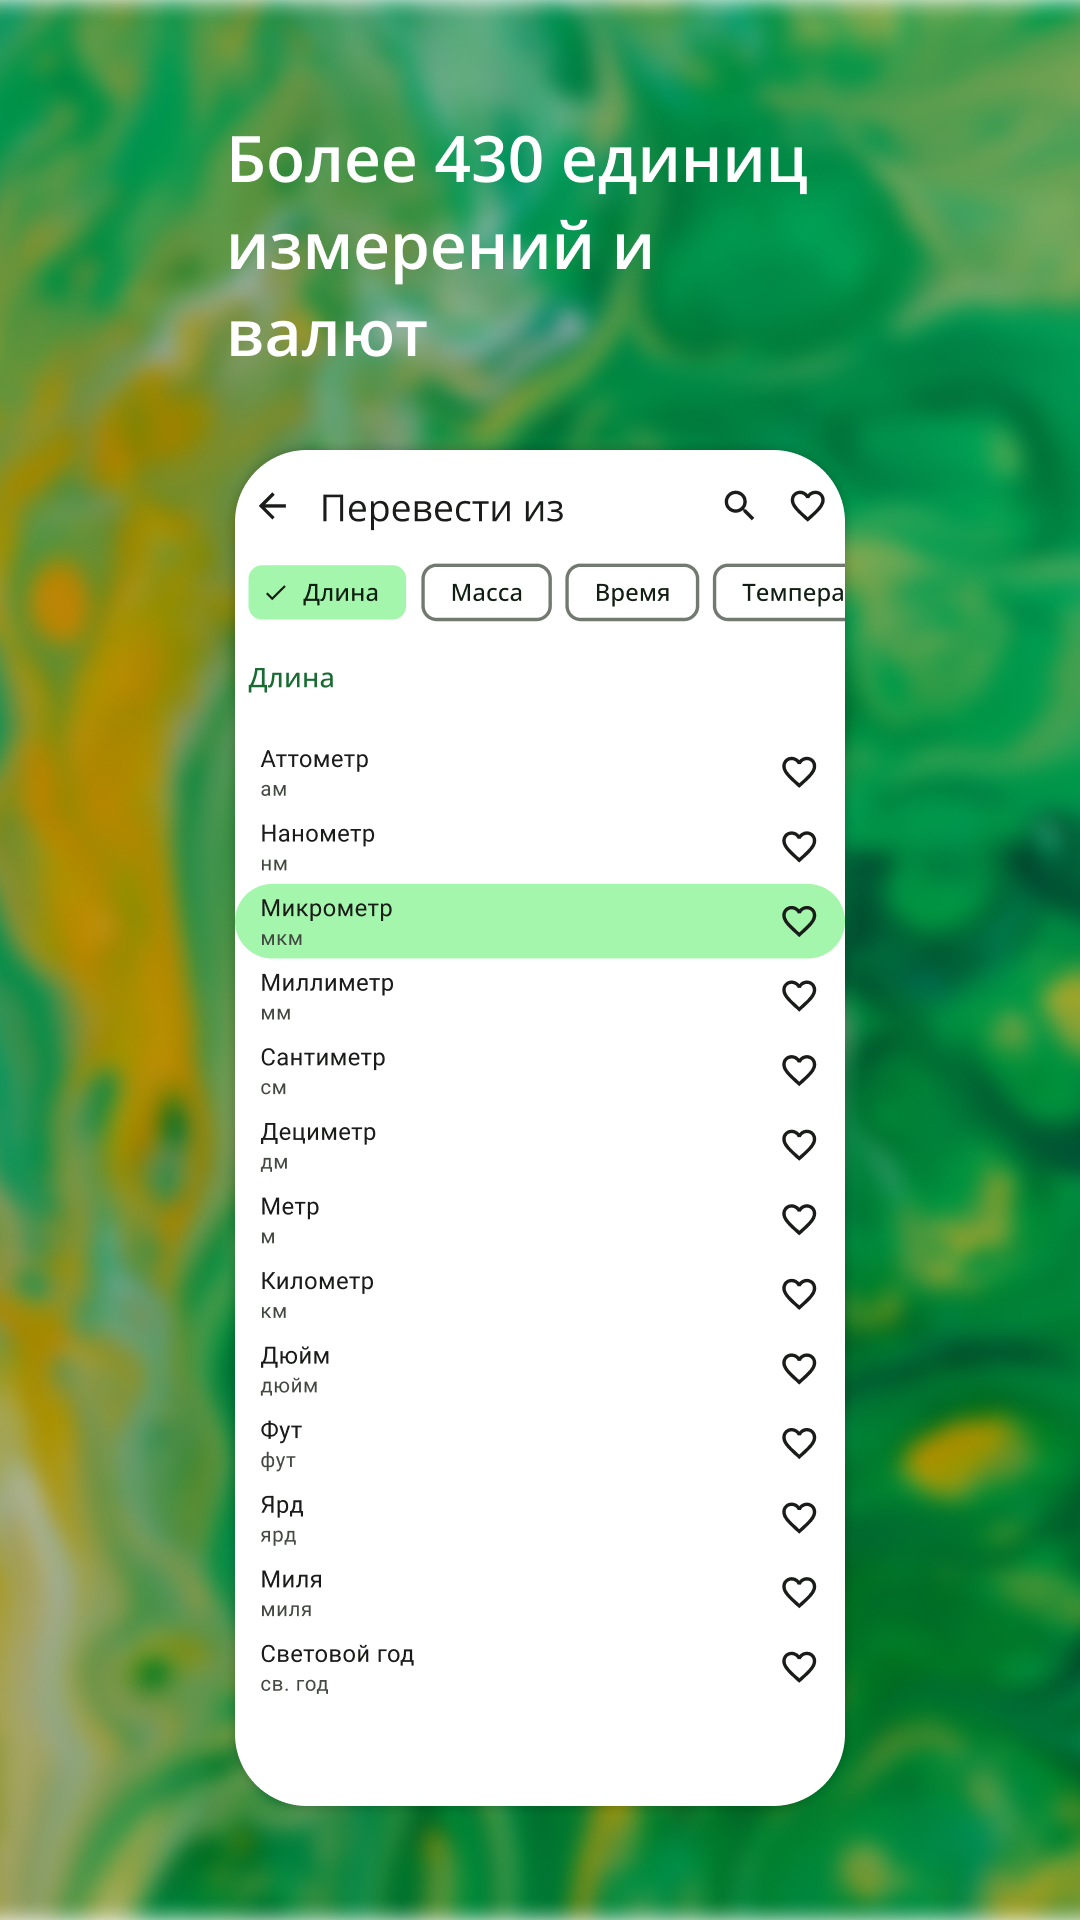 Более 430 единиц
измерений и
валют
Перевести из
Длина
Масса
Время
Темпера
Длина
Аттометр
ам
Нанометр
нм
Микрометр
мкм
Миллиметр
мм
Сантиметр
см
Дециметр
дм
Метр
м
Километр
км
Дюйм
дюйм
Фут
фут
Ярд
ярд
Миля
миля
Световой год
св. год